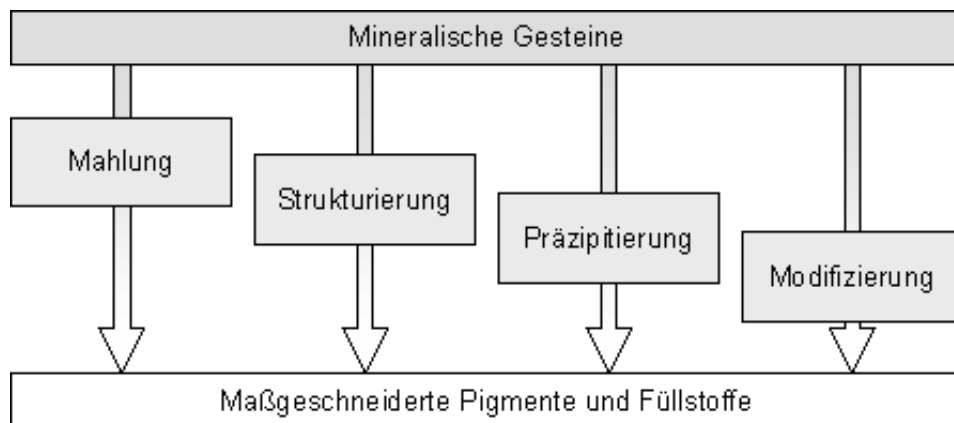 Mineralische Gesteine
Mahlung
Strukturierung
Präzipitierung
Modifizierung
Maßgeschneiderte Pigmente und Füllstoffe